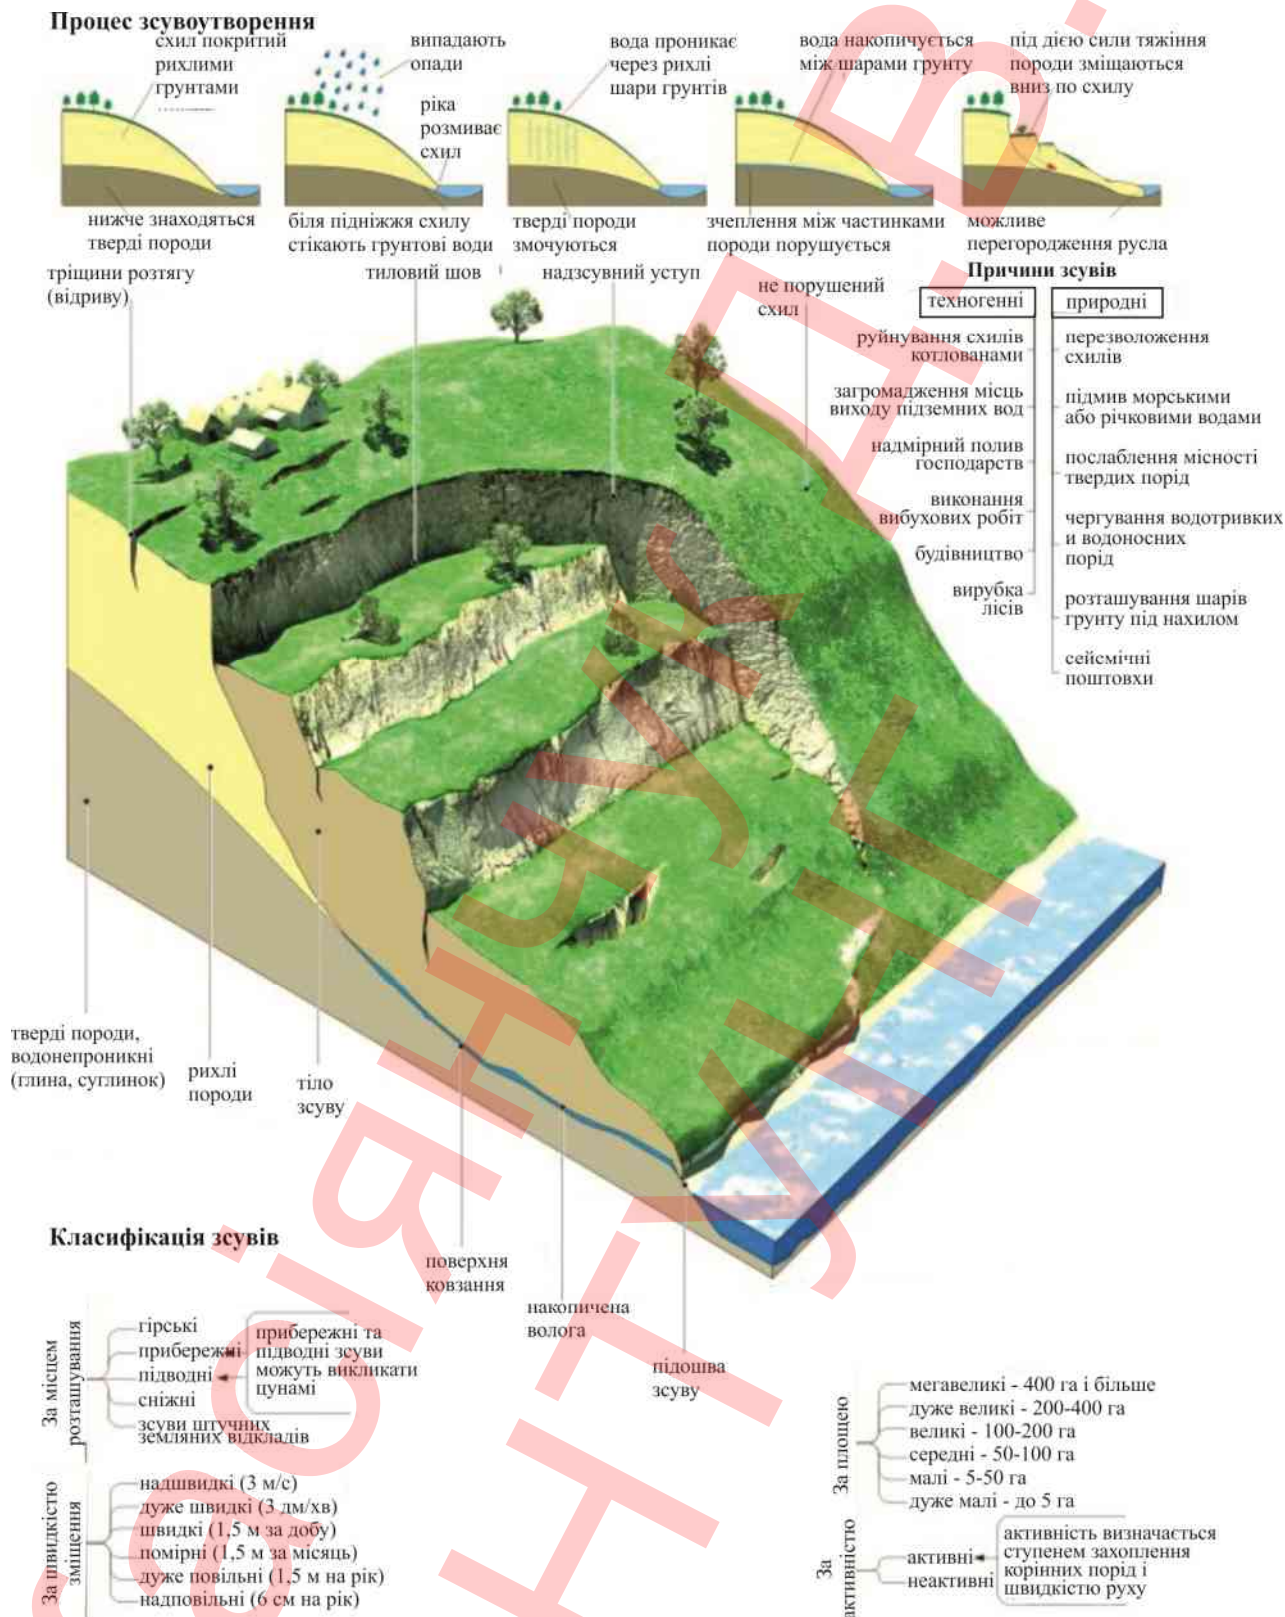 Процес зсувоутворення
схил покритий
рихлими
грунтами
випадають
опади
ріка
розмиває
схил
вода проникає
через рихлі
шари грунтів
вода накопичується
між шарами грунту
під дією сили тяжіння
породи зміщаються
вниз по схилу
нижче знаходяться
тверді породи
біля підніжжя схилу
стікають грунтові води
тверді породи
змочуються
зчеплення між частинками
породи порушується
можливе
перегородження русла
тріщини розтягу
(відриву)
тиловий шов
надзсувний уступ
не порушений
схил
Причини зсувів
техногенні
руйнування схилів
котлованами
загромадження місць
виходу підземних вод
надмірний полив
господарств
виконання
вибухових робіт
будівництво
вирубка
лісів
природні
перезволоження
схилів
підмив морськими
або річковими водами
послаблення місності
твердих порід
чергування водотривких
и водоносних
порід
розташування шарів
грунту під нахилом
сейсмічні
поштовхи
тверді породи,
водонепроникні
(глина, суглинок)
рихлі
породи
тіло
зсуву
поверхня
ковзання
накопичена
волога
підошва
зсуву
Класифікація зсувів
За місцем
розташування
гірські
прибережні
підводні
сніжні
зсуви штучних
земляних відкладів
прибережні та
підводні зсуви
можуть викликати
цунамі
За швидкістю
зміщення
надшвидкі (3 м/с)
дуже швидкі (3 дм/хв)
швидкі (1,5 м за добу)
помірні (1,5 м за місяць)
дуже повільні (1,5 м на рік)
надповільні (6 см на рік)
За площею
мегавеликі - 400 га і більше
дуже великі - 200-400 га
великі - 100-200 га
середні - 50-100 га
малі - 5-50 га
дуже малі - до 5 га
За
активністю
активні
неактивні
активність визначається
ступенем захоплення
корінних порід і
швидкістю руху
НТУНГ